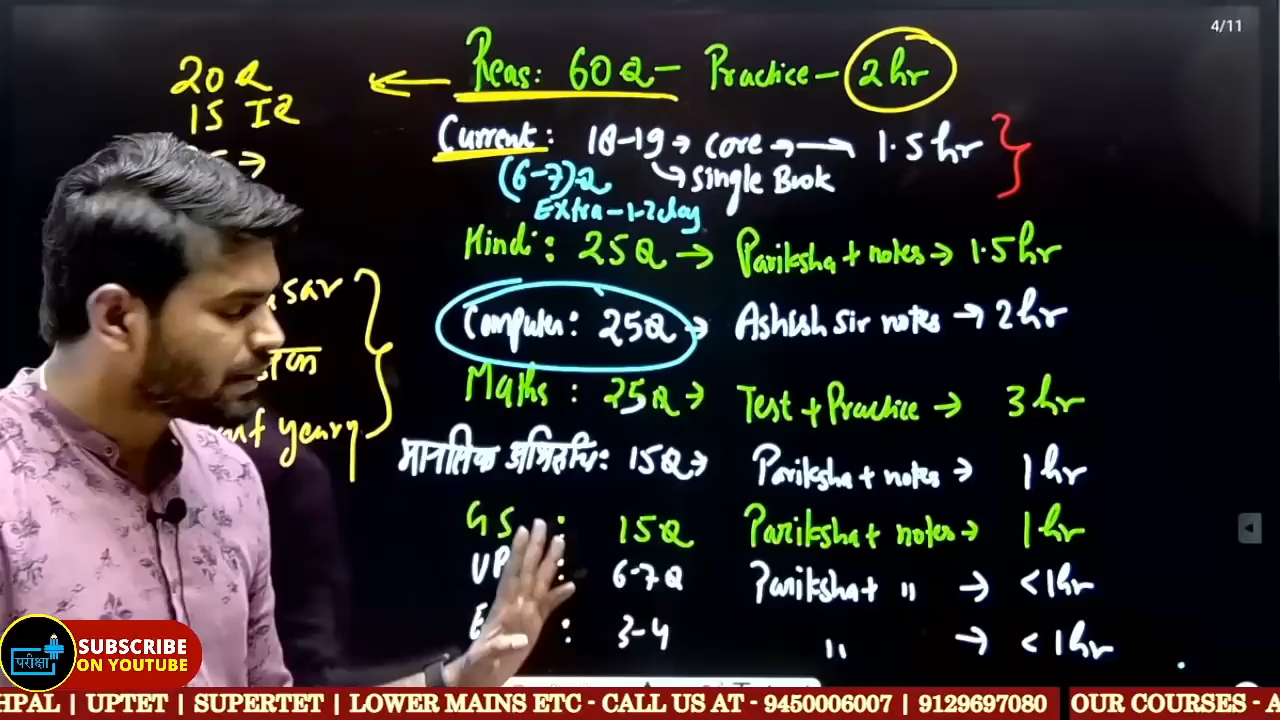 4/11
20 Q
15 IQ
Reas: 60Q - Practice - 2hr
Current: 18-19 → core → 1.5hr
(6-7)Q → Single Book
Extra-1-2day
Hindi: 25Q → Pariksha + notes → 1.5hr
Computer: 25Q → Ashish sir notes → 2hr
Maths: 25Q → Test + Practice → 3hr
मानसिक अभिरुचि: 15Q → Pariksha + notes → 1hr
GS : 15Q Pariksha + notes → 1hr
UP : 6-7Q Pariksha + " → <1hr
: 3-4 " → <1hr
परीक्षा
SUBSCRIBE
ON YOUTUBE
HPAL | UPTET | SUPERTET | LOWER MAINS ETC - CALL US AT - 9450006007 | 9129697080 | OUR COURSES - A